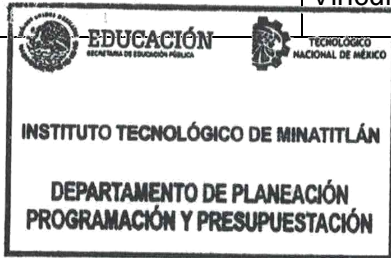 EDUCACIÓN
SECRETARÍA DE EDUCACIÓN PÚBLICA
TECNOLÓGICO
NACIONAL DE MÉXICO
INSTITUTO TECNOLÓGICO DE MINATITLÁN
DEPARTAMENTO DE PLANEACIÓN
PROGRAMACIÓN Y PRESUPUESTACIÓN